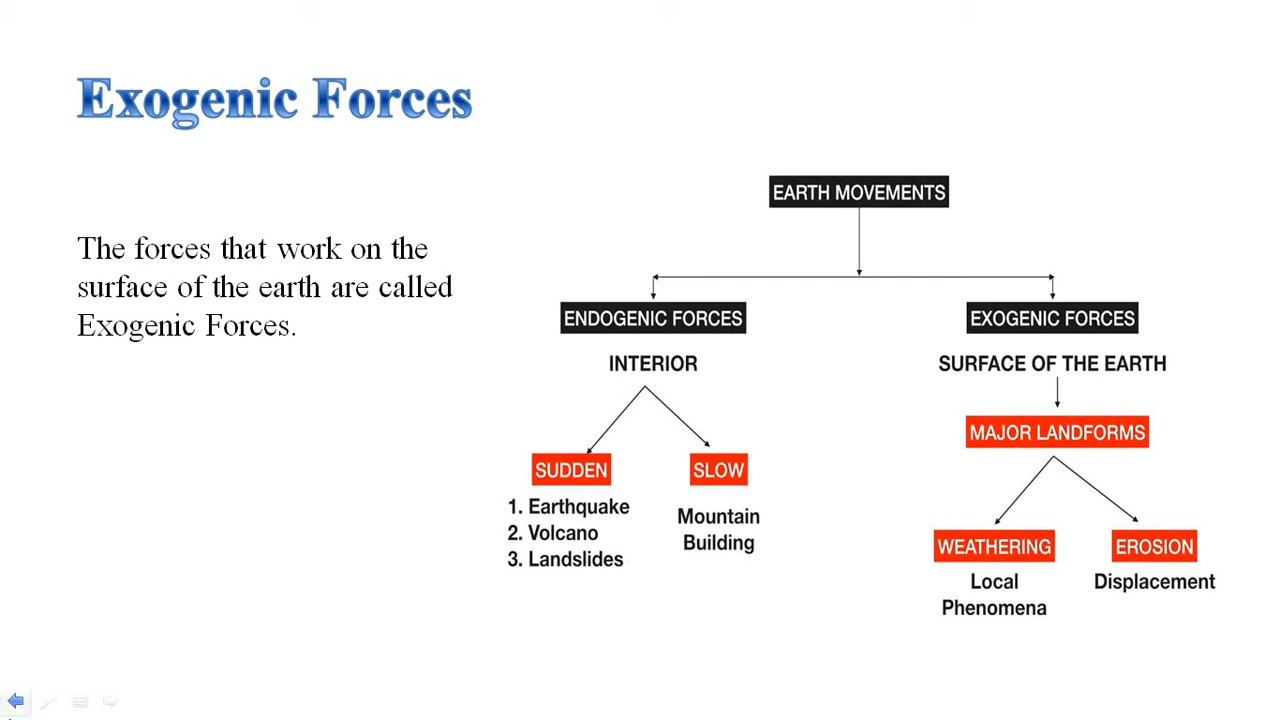 Exogenic Forces
The forces that work on the
surface of the earth are called
Exogenic Forces.
EARTH MOVEMENTS
ENDOGENIC FORCES
INTERIOR
SUDDEN
1. Earthquake
2. Volcano
3. Landslides
SLOW
Mountain
Building
EXOGENIC FORCES
SURFACE OF THE EARTH
MAJOR LANDFORMS
WEATHERING
Local
Phenomena
EROSION
Displacement